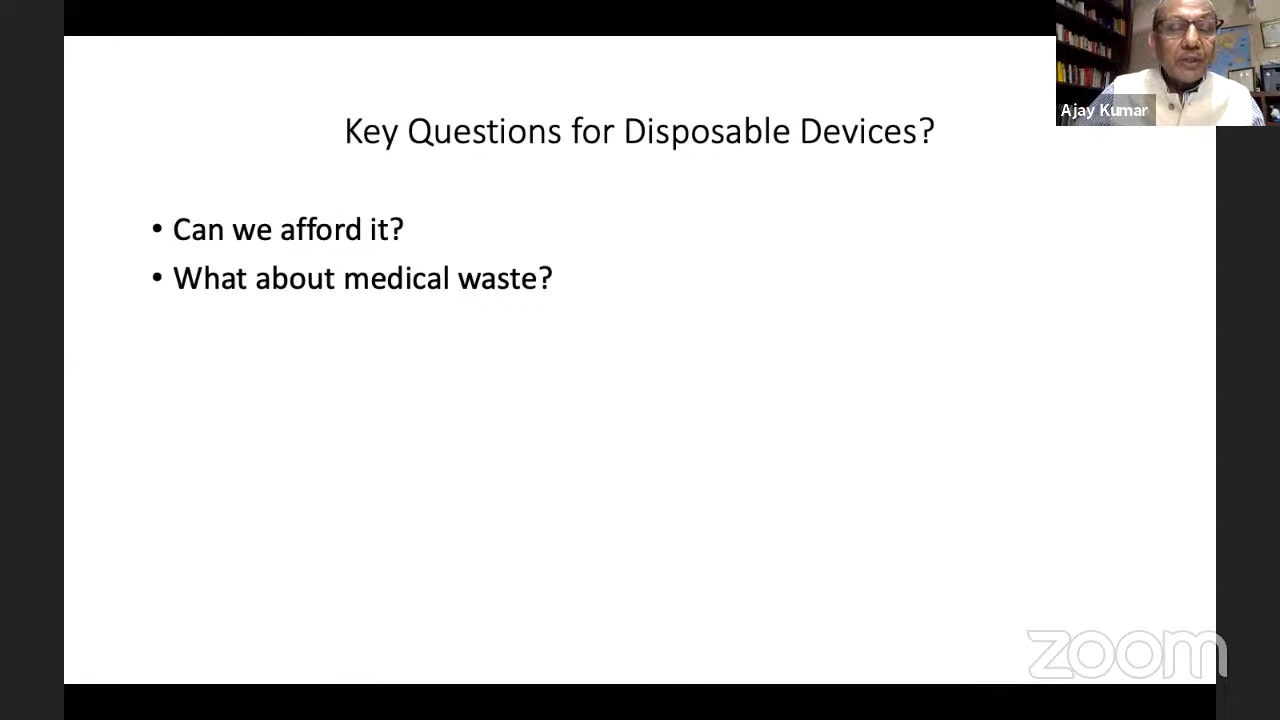 Ajay Kumar
Key Questions for Disposable Devices?
• Can we afford it?
• What about medical waste?
zoom